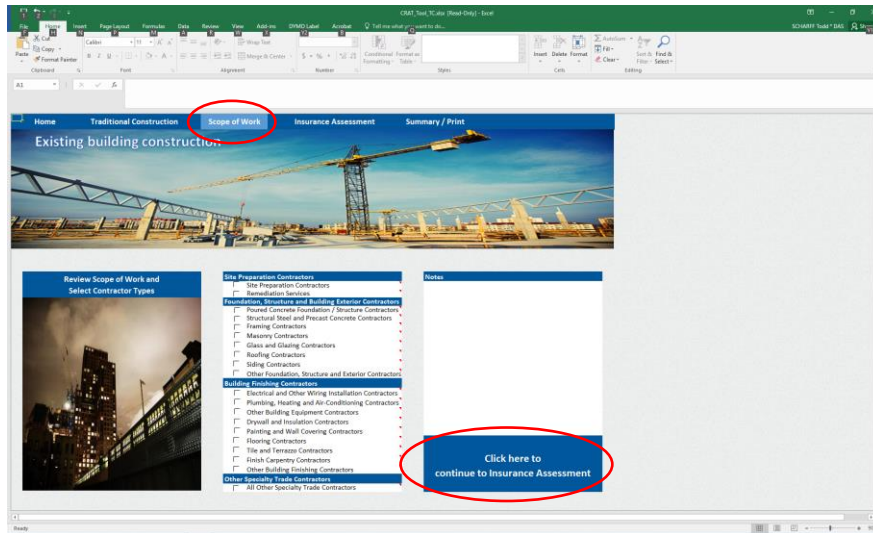 CRAT_Tool_TC.xlsx [Read-Only] - Excel
SCHARFF Todd * DAS
File Home Insert Page Layout Formulas Data Review View Add-ins DYMO Label Acrobat Tell me what you want to do...
Cut
Copy
Format Painter
Paste
Calibri
Wrap Text
Merge & Center
Conditional Formatting
Format as Table
Insert Delete Format
AutoSum
Fill
Clear
Sort & Filter
Find & Select
Clipboard Font Alignment Number Styles Cells Editing
A1
Home Traditional Construction Scope of Work Insurance Assessment Summary / Print
Existing building construction
Review Scope of Work and
Select Contractor Types
Site Preparation Contractors
Site Preparation Contractors
Remediation Services
Foundation, Structure and Building Exterior Contractors
Poured Concrete Foundation / Structure Contractors
Structural Steel and Precast Concrete Contractors
Framing Contractors
Masonry Contractors
Glass and Glazing Contractors
Roofing Contractors
Siding Contractors
Other Foundation, Structure and Exterior Contractors
Building Finishing Contractors
Electrical and Other Wiring Installation Contractors
Plumbing, Heating and Air-Conditioning Contractors
Other Building Equipment Contractors
Drywall and Insulation Contractors
Painting and Wall Covering Contractors
Flooring Contractors
Tile and Terrazzo Contractors
Finish Carpentry Contractors
Other Building Finishing Contractors
Other Specialty Trade Contractors
All Other Specialty Trade Contractors
Notes
Click here to
continue to Insurance Assessment
Ready